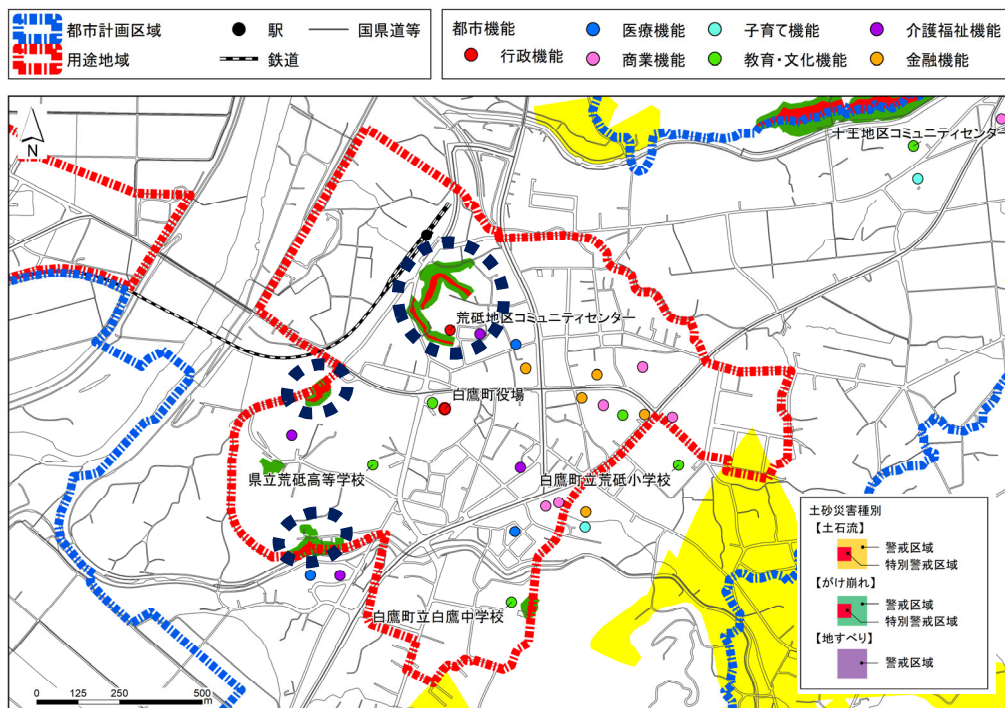 都市計画区域
駅
国県道等
用途地域
鉄道
都市機能
医療機能
子育て機能
介護福祉機能
行政機能
商業機能
教育・文化機能
金融機能
N
十王地区コミュニティセンター
荒砥地区コミュニティセンター
白鷹町役場
県立荒砥高等学校
白鷹町立荒砥小学校
白鷹町立白鷹中学校
土砂災害種別
【土石流】
警戒区域
特別警戒区域
【がけ崩れ】
警戒区域
特別警戒区域
【地すべり】
警戒区域
0 125 250 500
m